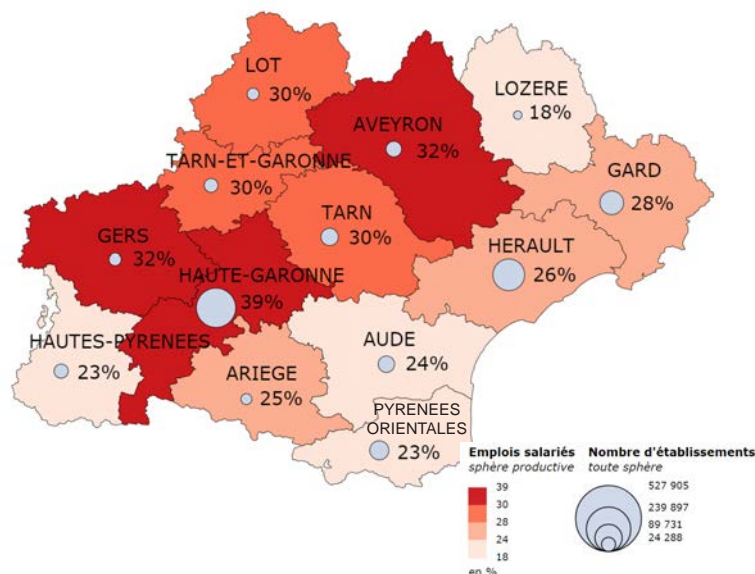 LOT
30%
LOZERE
18%
AVEYRON
32%
TARN-ET-GARONNE
30%
GARD
28%
TARN
30%
GERS
32%
HERAULT
26%
HAUTE-GARONNE
39%
HAUTES-PYRENEES
23%
AUDE
24%
ARIEGE
25%
PYRENEES
ORIENTALES
23%
Emplois salariés
sphère productive
39
30
28
24
18
en %
Nombre d'établissements
toute sphère
527 905
239 897
89 731
24 288